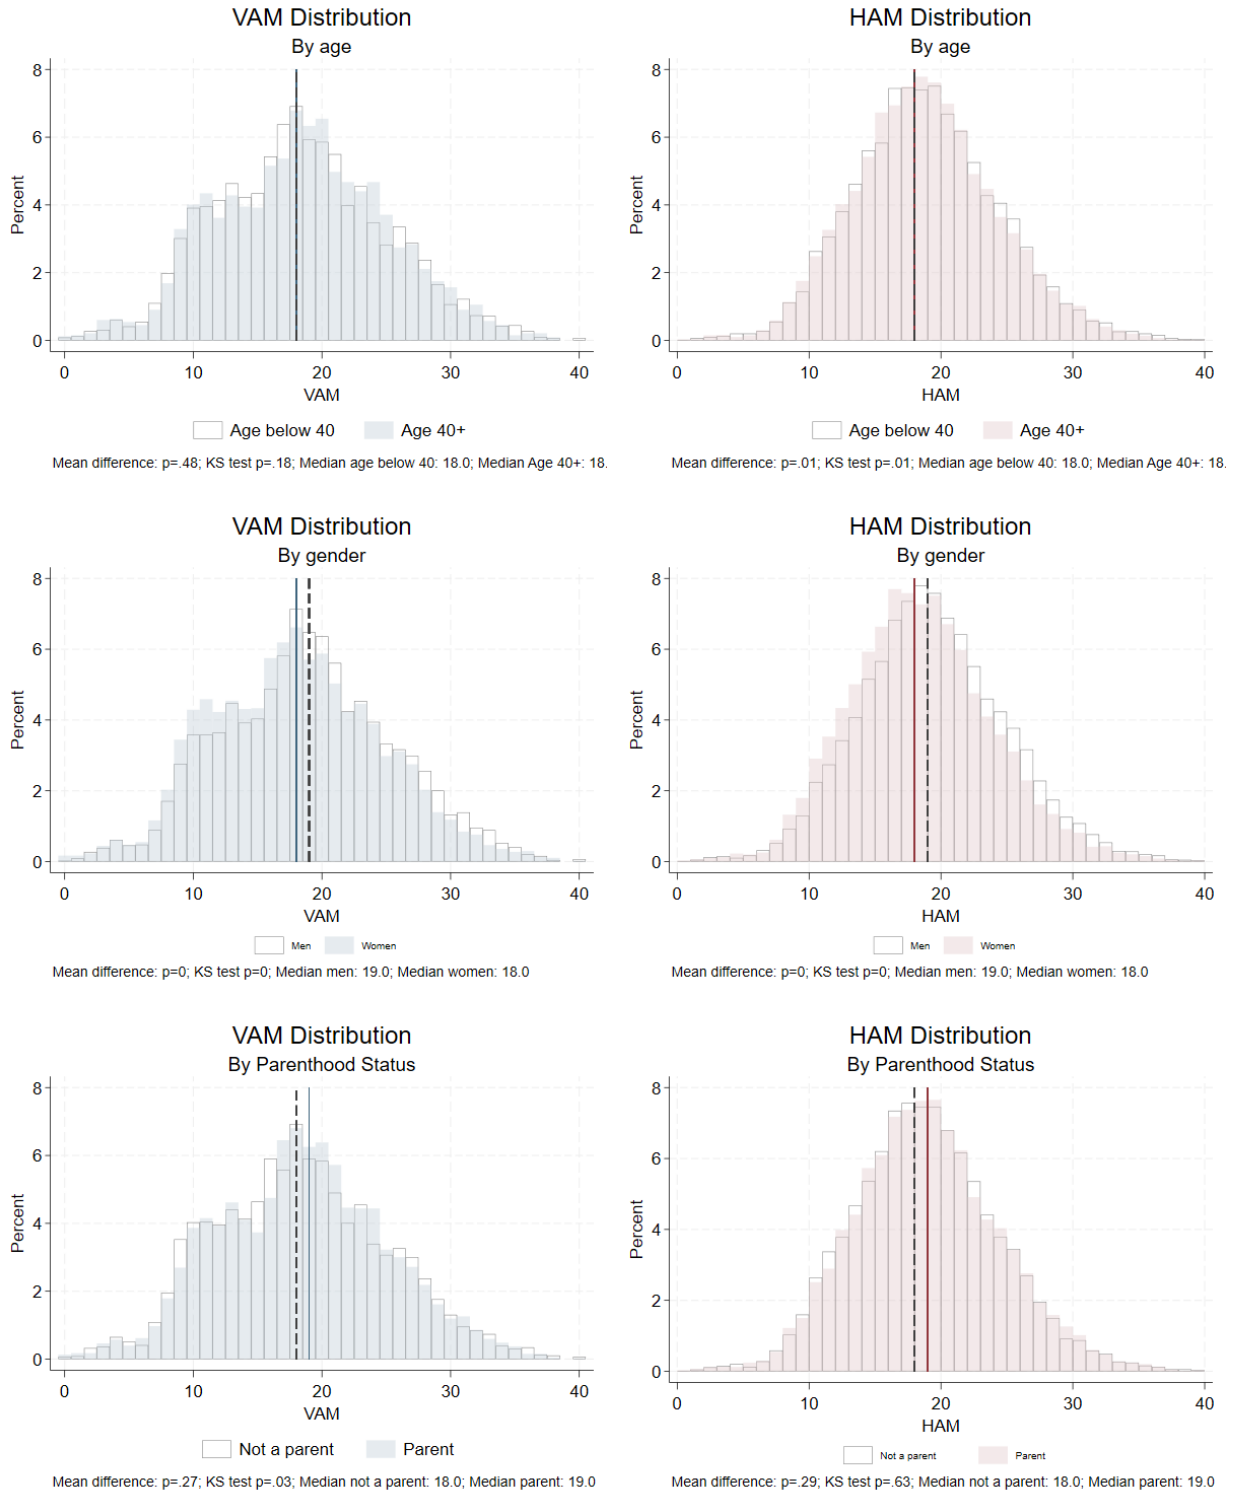 VAM Distribution
By age
8
6
4
2
0
Percent
0 10 20 30 40
VAM
Age below 40 Age 40+
Mean difference: p=.48; KS test p=.18; Median age below 40: 18.0; Median Age 40+: 18.
HAM Distribution
By age
8
6
4
2
0
Percent
0 10 20 30 40
HAM
Age below 40 Age 40+
Mean difference: p=.01; KS test p=.01; Median age below 40: 18.0; Median Age 40+: 18.
VAM Distribution
By gender
8
6
4
2
0
Percent
0 10 20 30 40
VAM
Men Women
Mean difference: p=0; KS test p=0; Median men: 19.0; Median women: 18.0
HAM Distribution
By gender
8
6
4
2
0
Percent
0 10 20 30 40
HAM
Men Women
Mean difference: p=0; KS test p=0; Median men: 19.0; Median women: 18.0
VAM Distribution
By Parenthood Status
8
6
4
2
0
Percent
0 10 20 30 40
VAM
Not a parent Parent
Mean difference: p=.27; KS test p=.03; Median not a parent: 18.0; Median parent: 19.0
HAM Distribution
By Parenthood Status
8
6
4
2
0
Percent
0 10 20 30 40
HAM
Not a parent Parent
Mean difference: p=.29; KS test p=.63; Median not a parent: 18.0; Median parent: 19.0